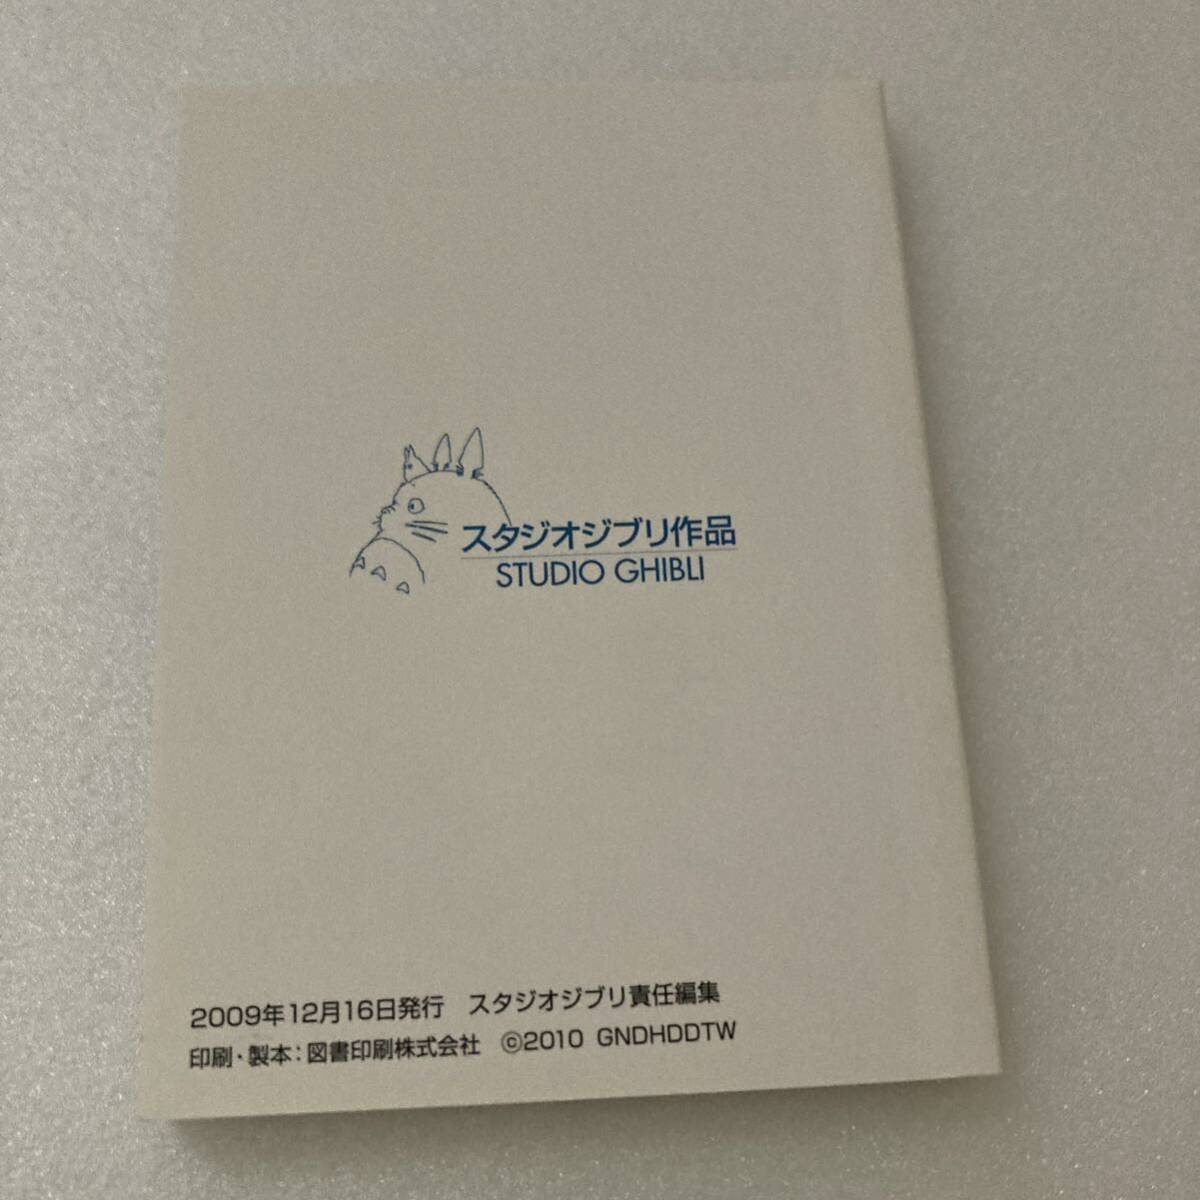 スタジオジブリ作品
STUDIO GHIBLI
2009年12月16日発行　スタジオジブリ責任編集
印刷・製本：図書印刷株式会社　©2010 GNDHDDTW